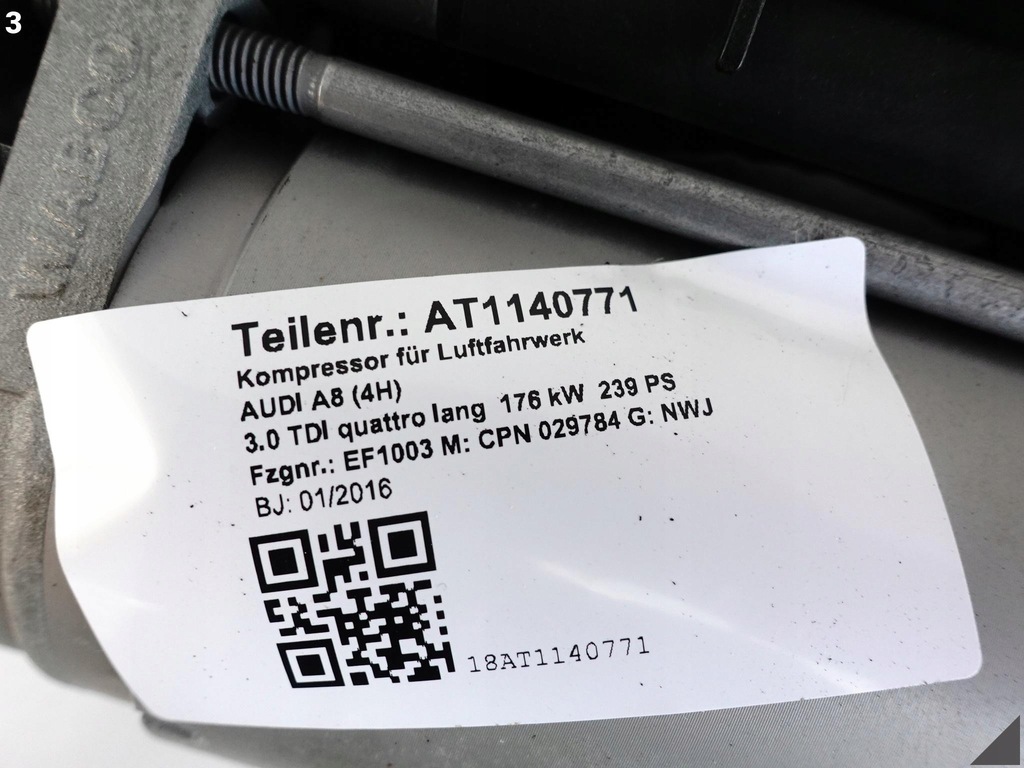 3
WABCO
Teilenr.: AT1140771
Kompressor für Luftfahrwerk
AUDI A8 (4H)
3.0 TDI quattro lang 176 kW 239 PS
Fzgnr.: EF1003 M: CPN 029784 G: NWJ
BJ: 01/2016
18AT1140771